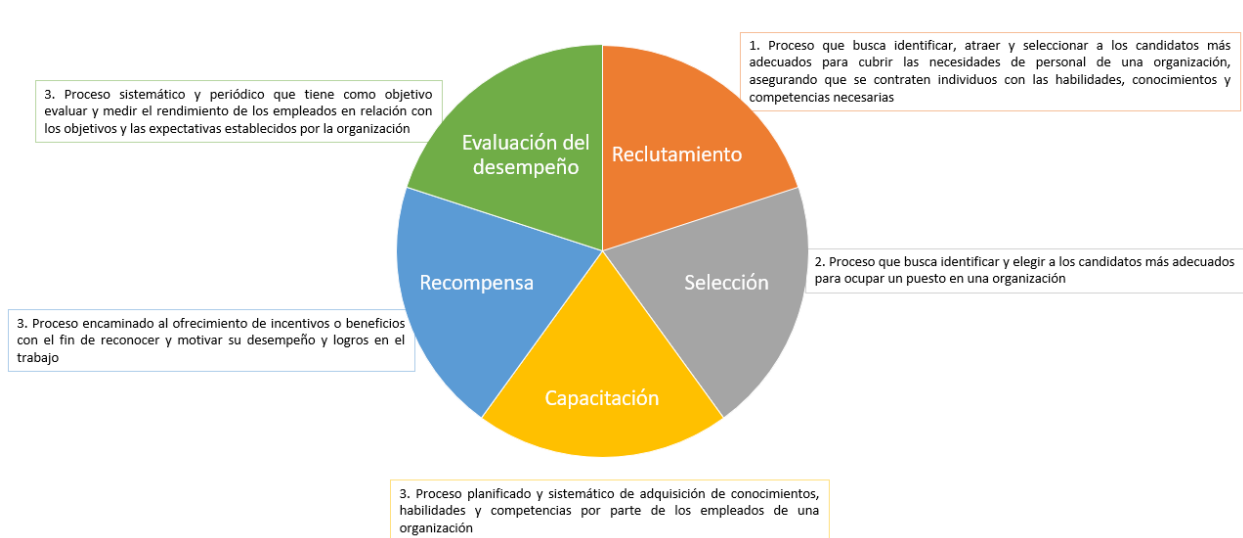 1. Proceso que busca identificar, atraer y seleccionar a los candidatos más
adecuados para cubrir las necesidades de personal de una organización,
asegurando que se contraten individuos con las habilidades, conocimientos y
competencias necesarias
3. Proceso sistemático y periódico que tiene como objetivo
evaluar y medir el rendimiento de los empleados en relación con
los objetivos y las expectativas establecidos por la organización
Evaluación del
desempeño
Reclutamiento
2. Proceso que busca identificar y elegir a los candidatos más adecuados
para ocupar un puesto en una organización
Recompensa
Selección
3. Proceso encaminado al ofrecimiento de incentivos o beneficios
con el fin de reconocer y motivar su desempeño y logros en el
trabajo
Capacitación
3. Proceso planificado y sistemático de adquisición de conocimientos,
habilidades y competencias por parte de los empleados de una
organización